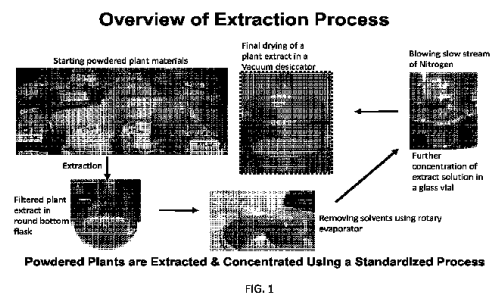 Overview of Extraction Process
Starting powdered plant materials
Final drying of a
plant extract in a
Vacuum desiccator
Blowing slow stream
of Nitrogen
Extraction
Further
concentration of
extract solution in
a glass vial
Filtered plant
extract in
round bottom
flask
Removing solvents using rotary
evaporator
Powdered Plants are Extracted & Concentrated Using a Standardized Process
FIG. 1